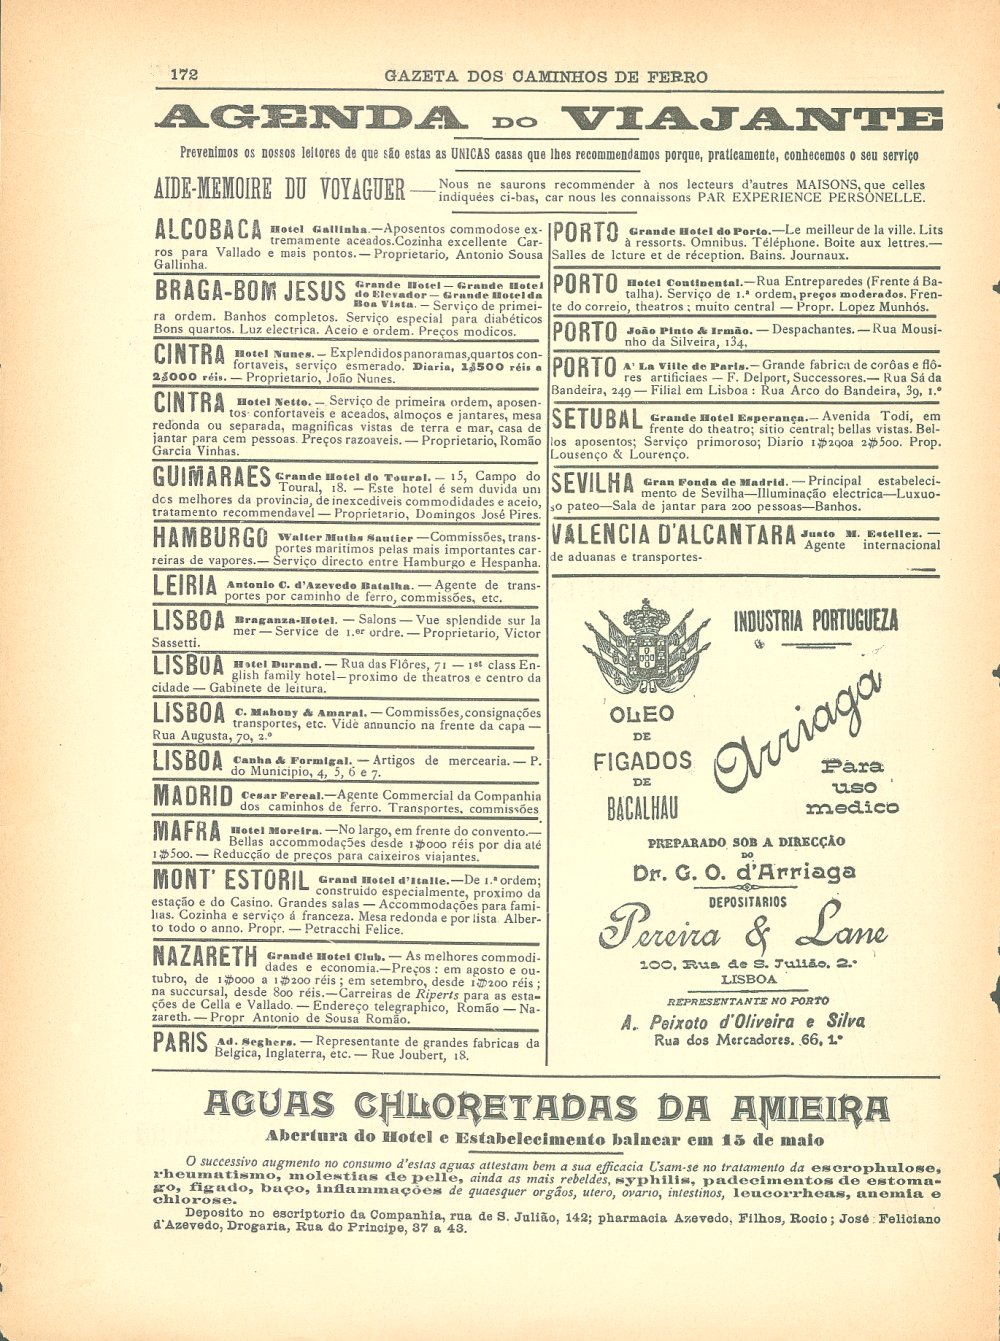 172
GAZETA DOS CAMINHOS DE FERRO
AGENDA DO VIAJANTE
Prevenimos os nossos leitores de que são estas as UNICAS casas que lhes recommendamos porque, praticamente, conhecemos o seu serviço
AIDE-MEMOIRE DU VOYAGUER — Nous ne saurons recommender à nos lecteurs d'autres MAISONS, que celles
indiquées ci-bas, car nous les connaissons PAR EXPERIENCE PERSONELLE.
ALCOBACA Hotel Gallinha.—Aposentos commodose ex-
tremamente aceados.Cozinha excellente Car-
ros para Vallado e mais pontos.—Proprietario, Antonio Sousa
Gallinha.
BRAGA-BOM JESUS Grande Hotel — Grande Hotel
do Elevador — Grande Hotel da
Boa Vista. — Serviço de primei-
ra ordem. Banhos completos. Serviço especial para diabéticos
Bons quartos. Luz electrica. Aceio e ordem. Preços modicos.
CINTRA Hotel Nunes. — Explendidos panoramas, quartos con-
fortaveis, serviço esmerado. Diaria, 1$500 réis a
2$000 réis. — Proprietario, João Nunes.
CINTRA Hotel Netto. — Serviço de primeira ordem, aposen-
tos confortaveis e aceados, almoços e jantares, mesa
redonda ou separada, magnificas vistas de terra e mar, casa de
jantar para cem pessoas. Preços razoaveis. — Proprietario, Romão
Garcia Vinhas.
GUIMARAES Grande Hotel do Toural. — 15, Campo do
Toural, 18. — Este hotel é sem duvida um
dos melhores da provincia, de inexcediveis commodidades e aceio,
tratamento recommendavel — Proprietario, Domingos José Pires.
HAMBURGO Walter Muths Sautier — Commissões, trans-
portes maritimos pelas mais importantes car-
reiras de vapores.— Serviço directo entre Hamburgo e Hespanha.
LEIRIA Antonio C. d'Azevedo Batalha. — Agente de trans-
portes por caminho de ferro, commissões, etc.
LISBOA Braganza-Hotel. — Salons — Vue splendide sur la
mer — Service de 1.er ordre. — Proprietario, Victor
Sassetti.
LISBOA Hotel Durand. — Rua das Flôres, 71 — 1st class En-
glish family hotel — proximo de theatros e centro da
cidade — Gabinete de leitura.
LISBOA C. Mahony & Amaral. — Commissões, consignações
transportes, etc. Vide annuncio na frente da capa —
Rua Augusta, 70, 2.º
LISBOA Canha & Formigal. — Artigos de mercearia. — P.
do Municipio, 4, 5, 6 e 7.
MADRID Cesar Fereal.—Agente Commercial da Companhia
dos caminhos de ferro. Transportes, commissões
MAFRA Hotel Moreira. — No largo, em frente do convento.—
Bellas accommodações desde 1$000 réis por dia até
1$500. — Reducção de preços para caixeiros viajantes.
MONT' ESTORIL Grand Hotel d'Italie.—De 1.ª ordem;
construido especialmente, proximo da
estação e do Casino. Grandes salas — Accommodações para fami-
lias. Cozinha e serviço á franceza. Mesa redonda e por lista. Alber-
to todo o anno. Propr. — Petracchi Felice.
NAZARETH Grande Hotel Club. — As melhores commodi-
dades e economia.—Preços: em agosto e ou-
tubro, de 1$000 a 1$200 réis; em setembro, desde 1$200 réis;
na succursal, desde 800 réis.—Carreiras de Riperts para as esta-
ções de Cella e Vallado. — Endereço telegraphico, Romão — Na-
zareth. — Propr Antonio de Sousa Romão.
PARIS Ad. Seghers. — Representante de grandes fabricas da
Belgica, Inglaterra, etc. — Rue Joubert, 18.
PORTO Grande Hotel do Porto.—Le meilleur de la ville. Lits
à ressorts. Omnibus. Téléphone. Boite aux lettres.—
Salles de lcture et de réception. Bains. Journaux.
PORTO Hotel Continental.—Rua Entreparedes (Frente á Ba-
talha). Serviço de 1.ª ordem, preços moderados. Fren-
te do correio, theatros; muito central — Propr. Lopez Munhós.
PORTO João Pinto & Irmão. — Despachantes. — Rua Mousi-
nho da Silveira, 134,
PORTO A' La Ville de Paris.— Grande fabrica de corôas e flô-
res artificiaes — F. Delport, Successores.— Rua Sá da
Bandeira, 249 — Filial em Lisboa: Rua Arco do Bandeira, 39, 1.º
SETUBAL Grande Hotel Esperança.— Avenida Todi, em
frente do theatro; sitio central; bellas vistas. Bel-
los aposentos; Serviço primoroso; Diario 1$200a 2$500. Prop.
Lousenço & Lourenço.
SEVILHA Gran Fonda de Madrid. — Principal estabeleci-
mento de Sevilha—Illuminação electrica—Luxuo-
so pateo—Sala de jantar para 200 pessoas—Banhos.
VALENCIA D'ALCANTARA Justo M. Estellez. —
Agente internacional
de aduanas e transportes-
INDUSTRIA PORTUGUEZA
OLEO
DE
FIGADOS
DE
BACALHAU
Arriaga
Para
uso
medico
PREPARADO SOB A DIRECÇÃO
DO
Dr. G. O. d'Arriaga
DEPOSITARIOS
Pereira & Lane
100, Rua de S. Julião, 2.º
LISBOA
REPRESENTANTE NO PORTO
A. Peixoto d'Oliveira e Silva
Rua dos Mercadores, 66, 1.º
AGUAS CHLORETADAS DA AMIEIRA
Abertura do Hotel e Estabelecimento balnear em 15 de maio
O successivo augmento no consumo d'estas aguas attestam bem a sua efficacia Usam-se no tratamento da escrophulose,
rheumatismo, molestias de pelle, ainda as mais rebeldes, syphilis, padecimentos de estoma-
go, figado, baço, inflammações de quaesquer orgãos, utero, ovario, intestinos, leucorrheas, anemia e
chlorose.
Deposito no escriptorio da Companhia, rua de S. Julião, 142; pharmacia Azevedo, Filhos, Rocio; José Feliciano
d'Azevedo, Drogaria, Rua do Principe, 37 a 43.